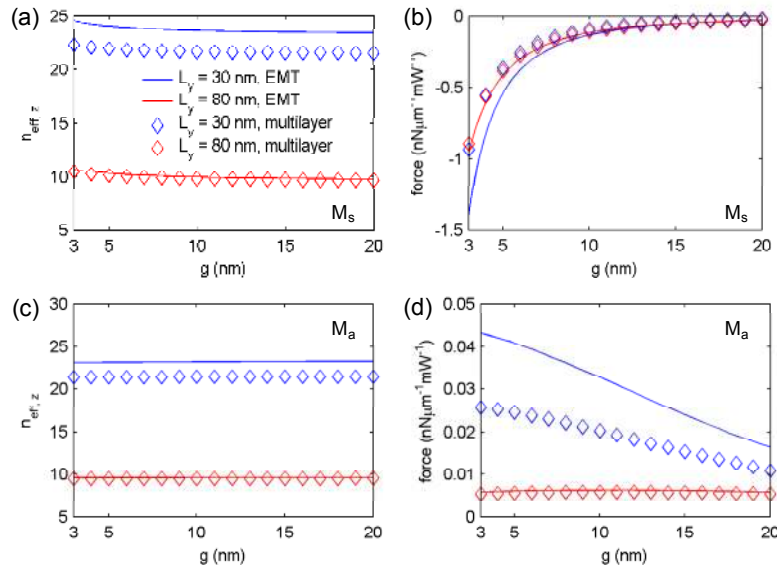 (a)
25
20
15
10
5
n_eff, z
L_y = 30 nm, EMT
L_y = 80 nm, EMT
L_y = 30 nm, multilayer
L_y = 80 nm, multilayer
M_s
3 5 10 15 20
g (nm)
(b)
0
-0.5
-1
-1.5
force (nNμm⁻¹mW⁻¹)
M_s
3 5 10 15 20
g (nm)
(c)
30
25
20
15
10
5
n_eff, z
M_a
3 5 10 15 20
g (nm)
(d)
0.05
0.04
0.03
0.02
0.01
0
force (nNμm⁻¹mW⁻¹)
M_a
3 5 10 15 20
g (nm)